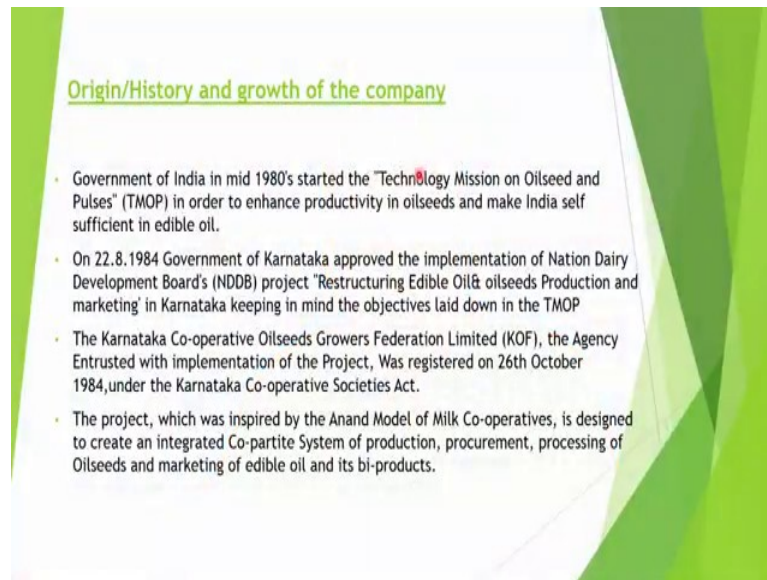 Origin/History and growth of the company
Government of India in mid 1980's started the "Technology Mission on Oilseed and
Pulses" (TMOP) in order to enhance productivity in oilseeds and make India self
sufficient in edible oil.
On 22.8.1984 Government of Karnataka approved the implementation of Nation Dairy
Development Board's (NDDB) project "Restructuring Edible Oil& oilseeds Production and
marketing' in Karnataka keeping in mind the objectives laid down in the TMOP
The Karnataka Co-operative Oilseeds Growers Federation Limited (KOF), the Agency
Entrusted with implementation of the Project, Was registered on 26th October
1984,under the Karnataka Co-operative Societies Act.
The project, which was inspired by the Anand Model of Milk Co-operatives, is designed
to create an integrated Co-partite System of production, procurement, processing of
Oilseeds and marketing of edible oil and its bi-products.